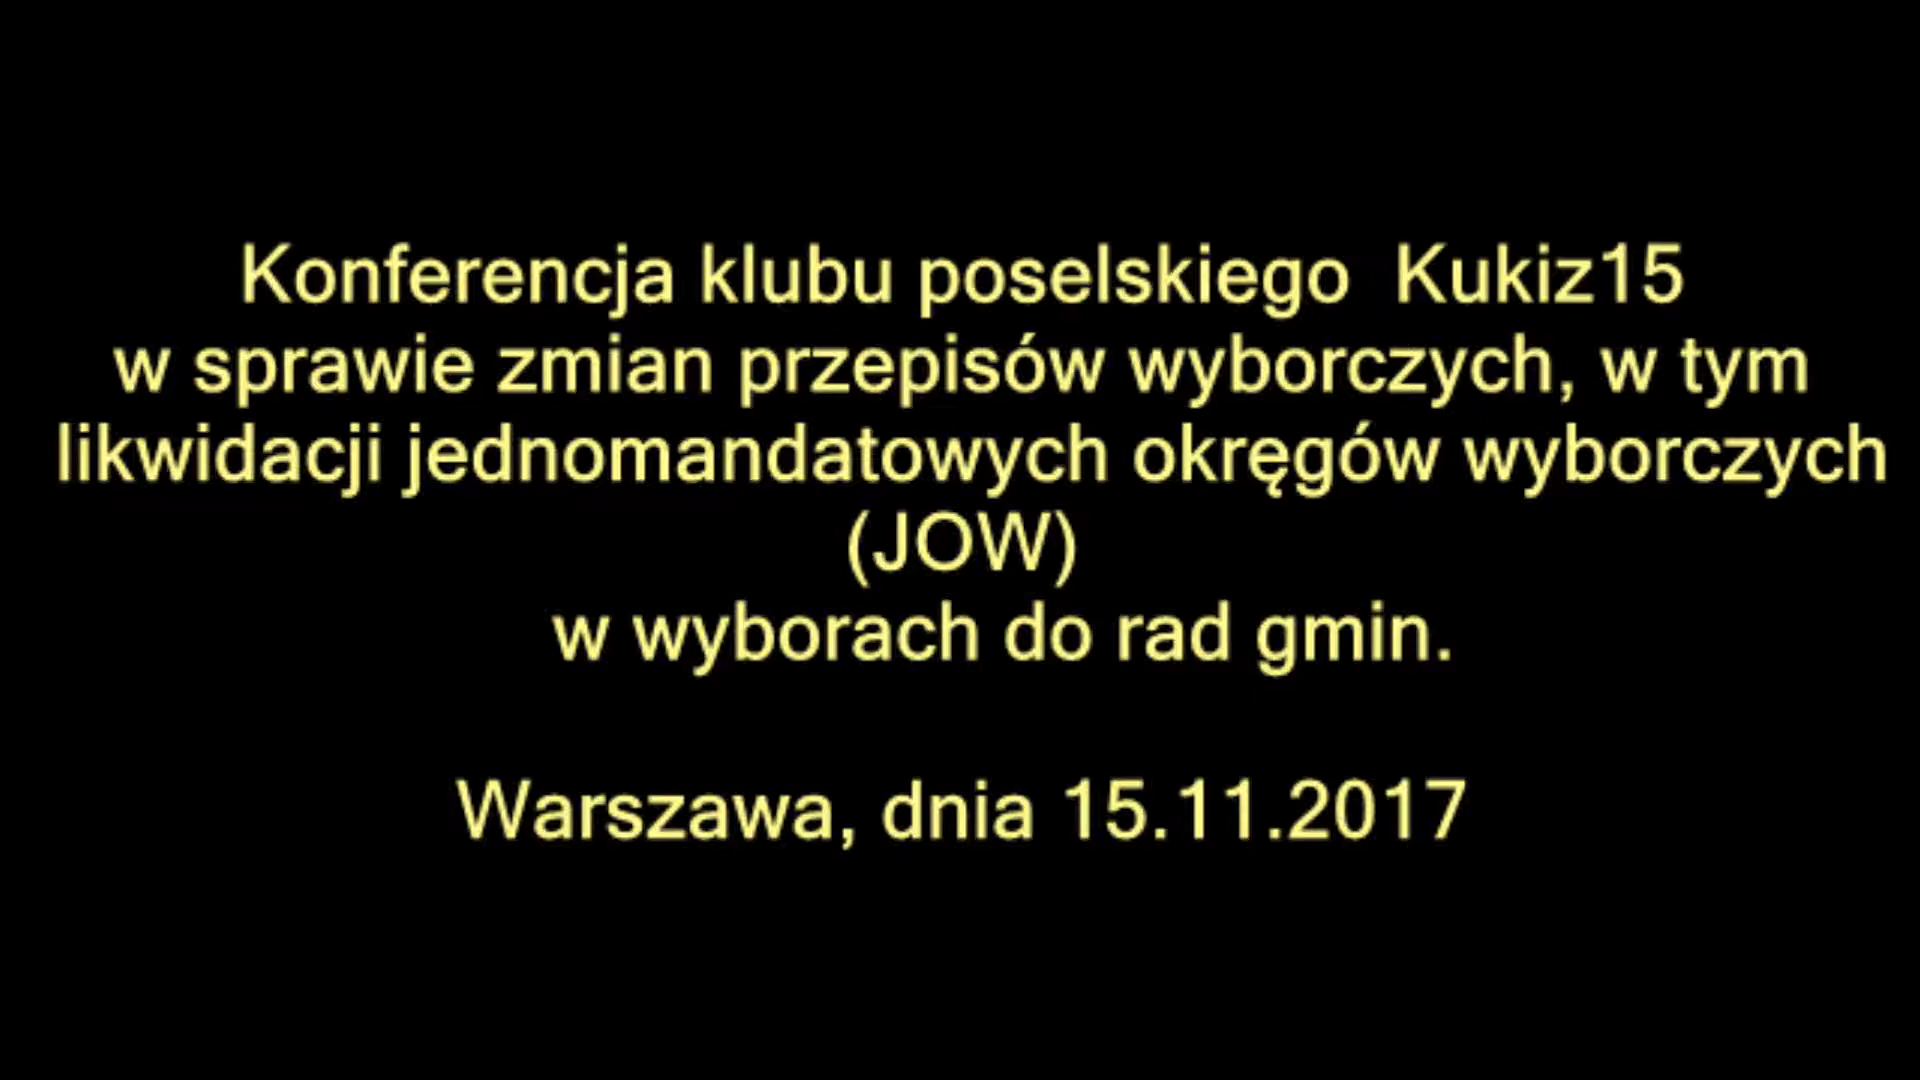 Konferencja klubu poselskiego  Kukiz15
w sprawie zmian przepisów wyborczych, w tym
likwidacji jednomandatowych okręgów wyborczych
(JOW)
w wyborach do rad gmin.
Warszawa, dnia 15.11.2017